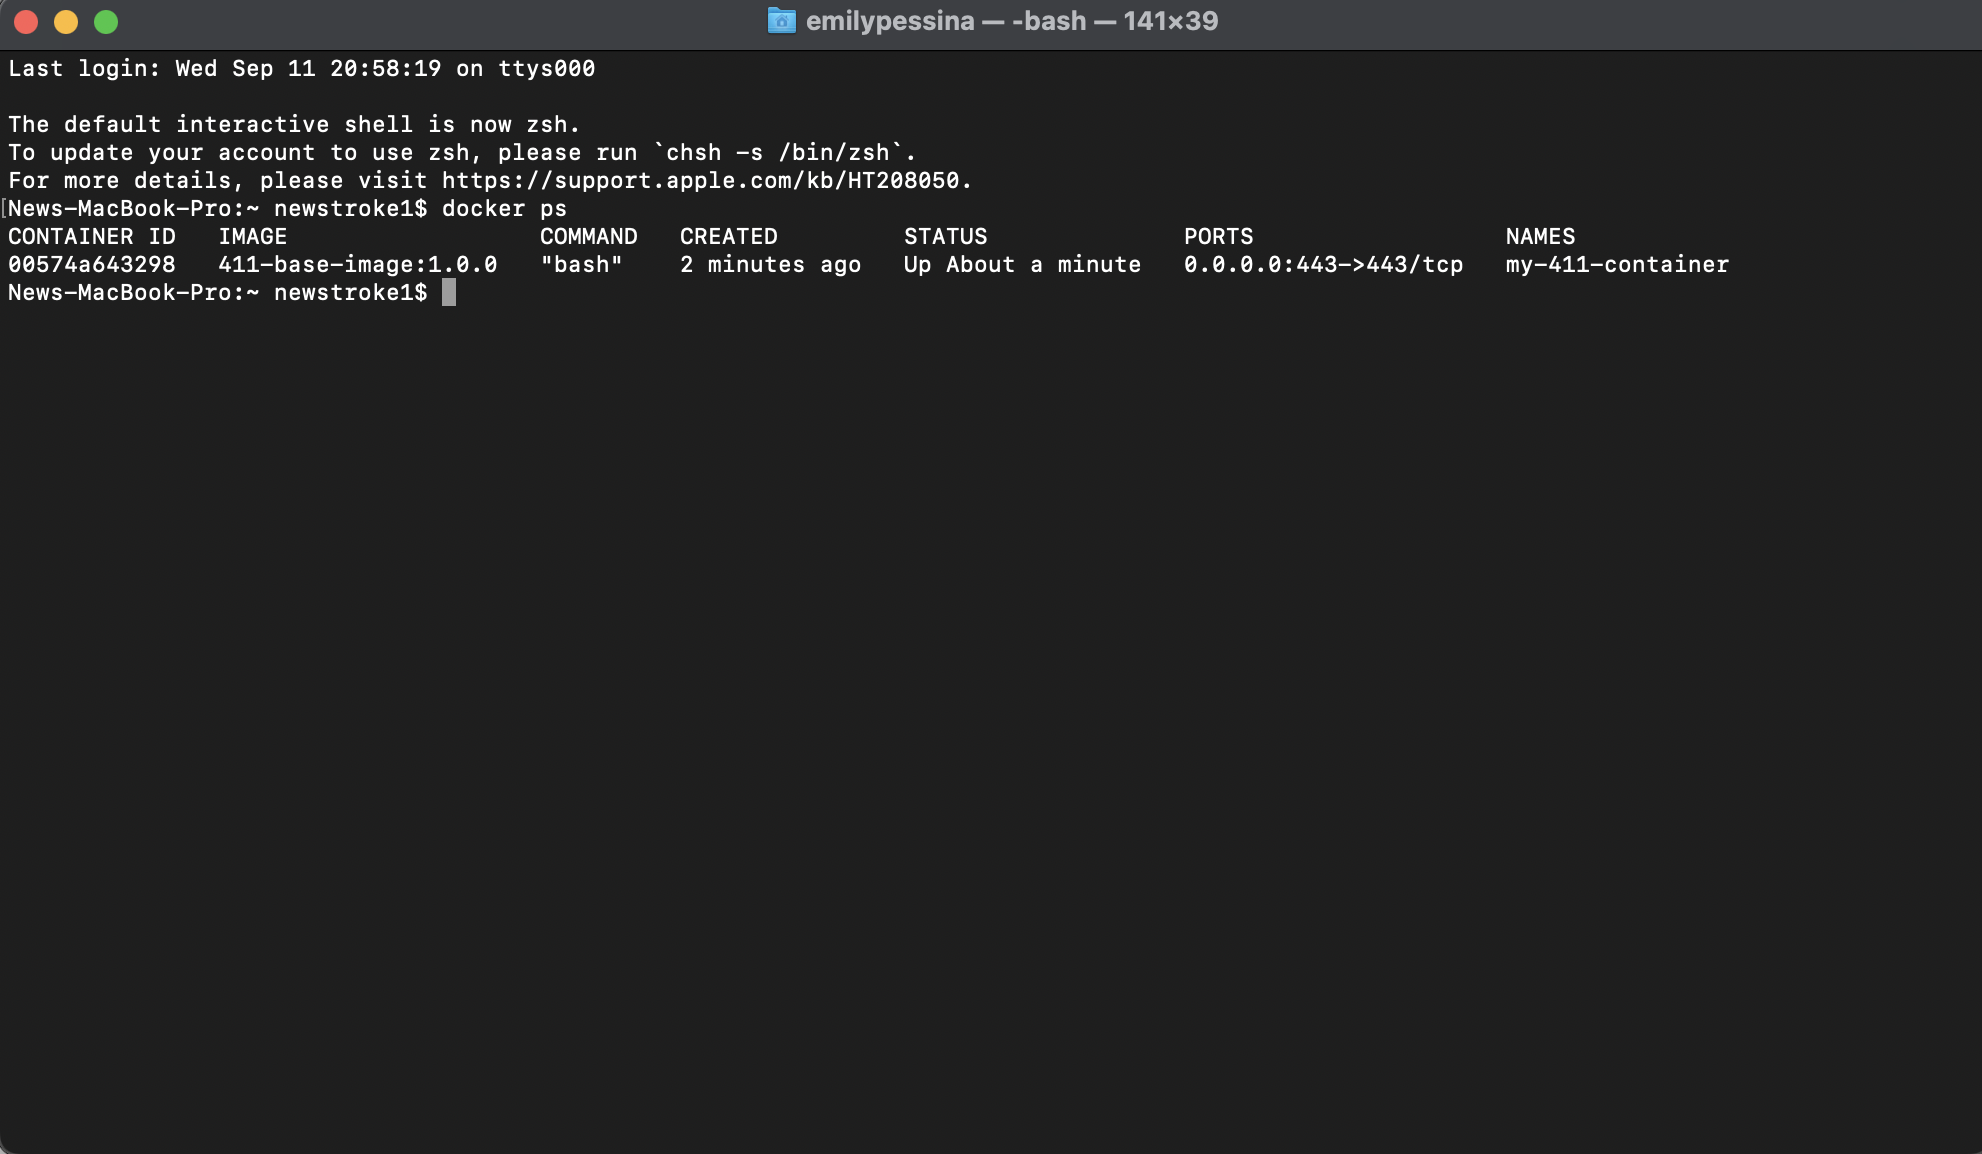 emilypessina — -bash — 141×39
Last login: Wed Sep 11 20:58:19 on ttys000
The default interactive shell is now zsh.
To update your account to use zsh, please run `chsh -s /bin/zsh`.
For more details, please visit https://support.apple.com/kb/HT208050.
[News-MacBook-Pro:~ newstroke1$ docker ps
CONTAINER ID   IMAGE                  COMMAND   CREATED         STATUS              PORTS                  NAMES
00574a643298   411-base-image:1.0.0   "bash"    2 minutes ago   Up About a minute   0.0.0.0:443->443/tcp   my-411-container
News-MacBook-Pro:~ newstroke1$